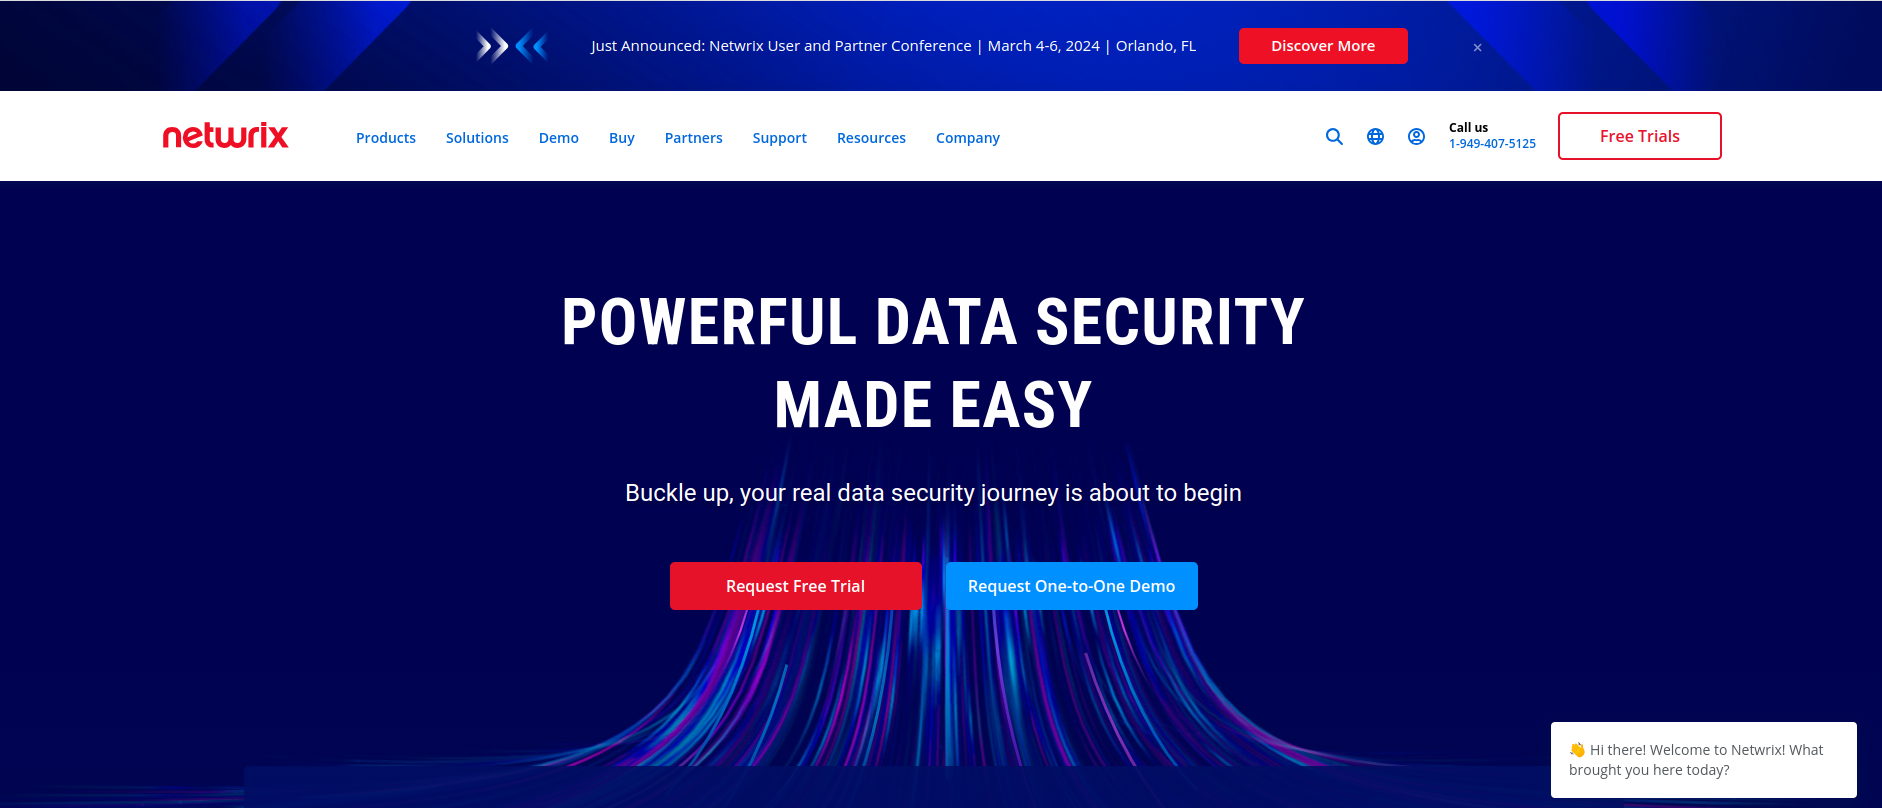 Just Announced: Netwrix User and Partner Conference | March 4-6, 2024 | Orlando, FL
Discover More
×
netwrix
Products
Solutions
Demo
Buy
Partners
Support
Resources
Company
Call us
1-949-407-5125
Free Trials
POWERFUL DATA SECURITY
MADE EASY
Buckle up, your real data security journey is about to begin
Request Free Trial
Request One-to-One Demo
👋 Hi there! Welcome to Netwrix! What
brought you here today?